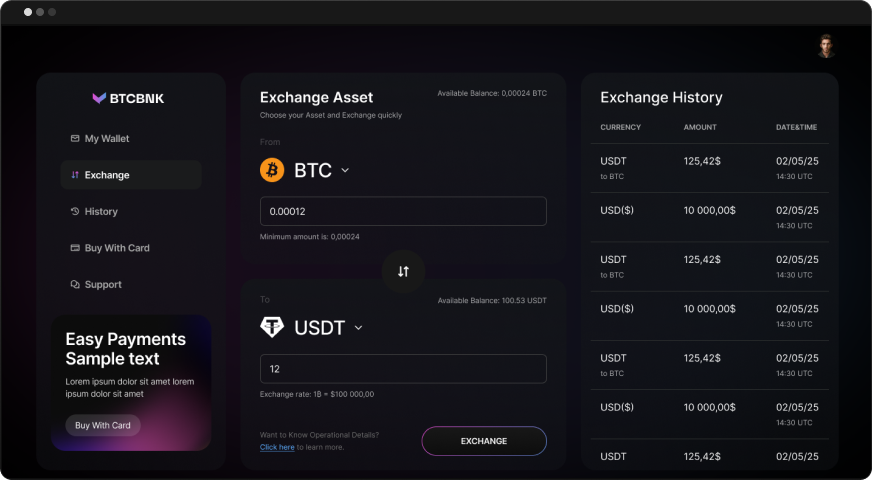 BTCBNK
My Wallet
Exchange
History
Buy With Card
Support
Easy Payments
Sample text
Lorem ipsum dolor sit amet lorem
ipsum dolor sit amet
Buy With Card
Exchange Asset
Available Balance: 0,00024 BTC
Choose your Asset and Exchange quickly
From
BTC
0.00012
Minimum amount is: 0,00024
To
Available Balance: 100.53 USDT
USDT
12
Exchange rate: 1₿ = $100 000,00
Want to Know Operational Details?
Click here to learn more.
EXCHANGE
Exchange History
CURRENCY AMOUNT DATE&TIME
USDT 125,42$ 02/05/25
to BTC 14:30 UTC
USD($) 10 000,00$ 02/05/25
14:30 UTC
USDT 125,42$ 02/05/25
to BTC 14:30 UTC
USD($) 10 000,00$ 02/05/25
14:30 UTC
USDT 125,42$ 02/05/25
to BTC 14:30 UTC
USD($) 10 000,00$ 02/05/25
14:30 UTC
USDT 125,42$ 02/05/25